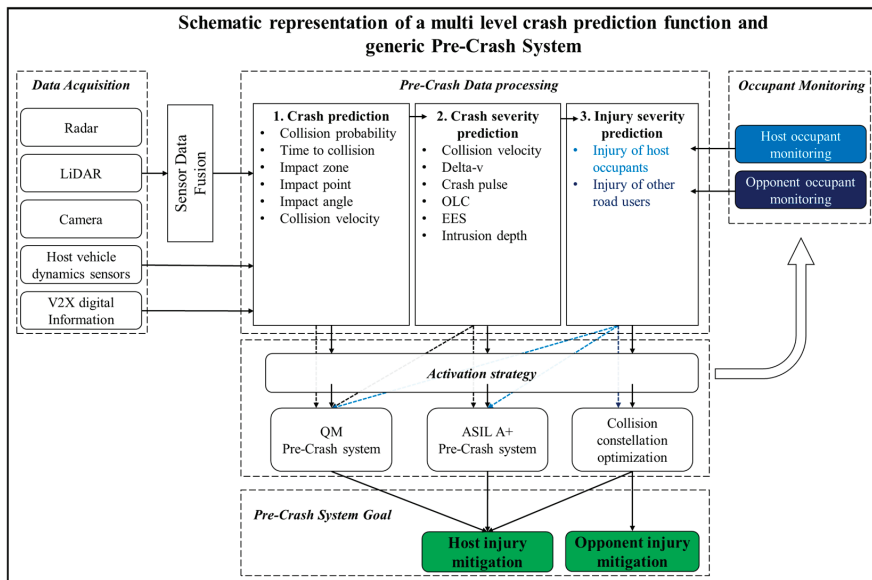 Schematic representation of a multi level crash prediction function and
generic Pre-Crash System
Data Acquisition
Radar
LiDAR
Camera
Host vehicle
dynamics sensors
V2X digital
Information
Sensor Data
Fusion
Pre-Crash Data processing
1. Crash prediction
• Collision probability
• Time to collision
• Impact zone
• Impact point
• Impact angle
• Collision velocity
2. Crash severity
prediction
• Collision velocity
• Delta-v
• Crash pulse
• OLC
• EES
• Intrusion depth
3. Injury severity
prediction
• Injury of host
occupants
• Injury of other
road users
Occupant Monitoring
Host occupant
monitoring
Opponent occupant
monitoring
Activation strategy
QM
Pre-Crash system
ASIL A+
Pre-Crash system
Collision
constellation
optimization
Pre-Crash System Goal
Host injury
mitigation
Opponent injury
mitigation